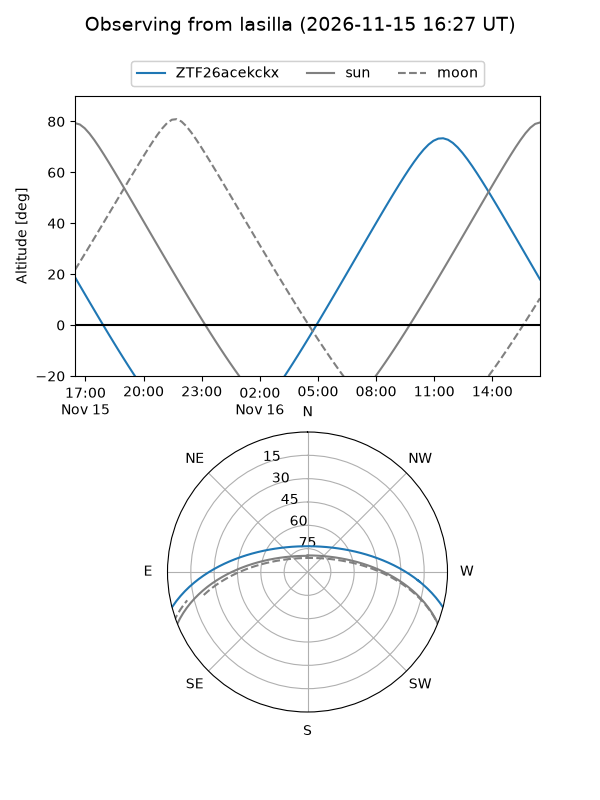 Observing from lasilla (2026-11-15 16:27 UT)
ZTF26acekckx sun moon
Altitude [deg]
80
60
40
20
0
−20
17:00 20:00 23:00 02:00 05:00 08:00 11:00 14:00
Nov 15 Nov 16
N
NE NW
15
30
45
60
75
E W
SE SW
S